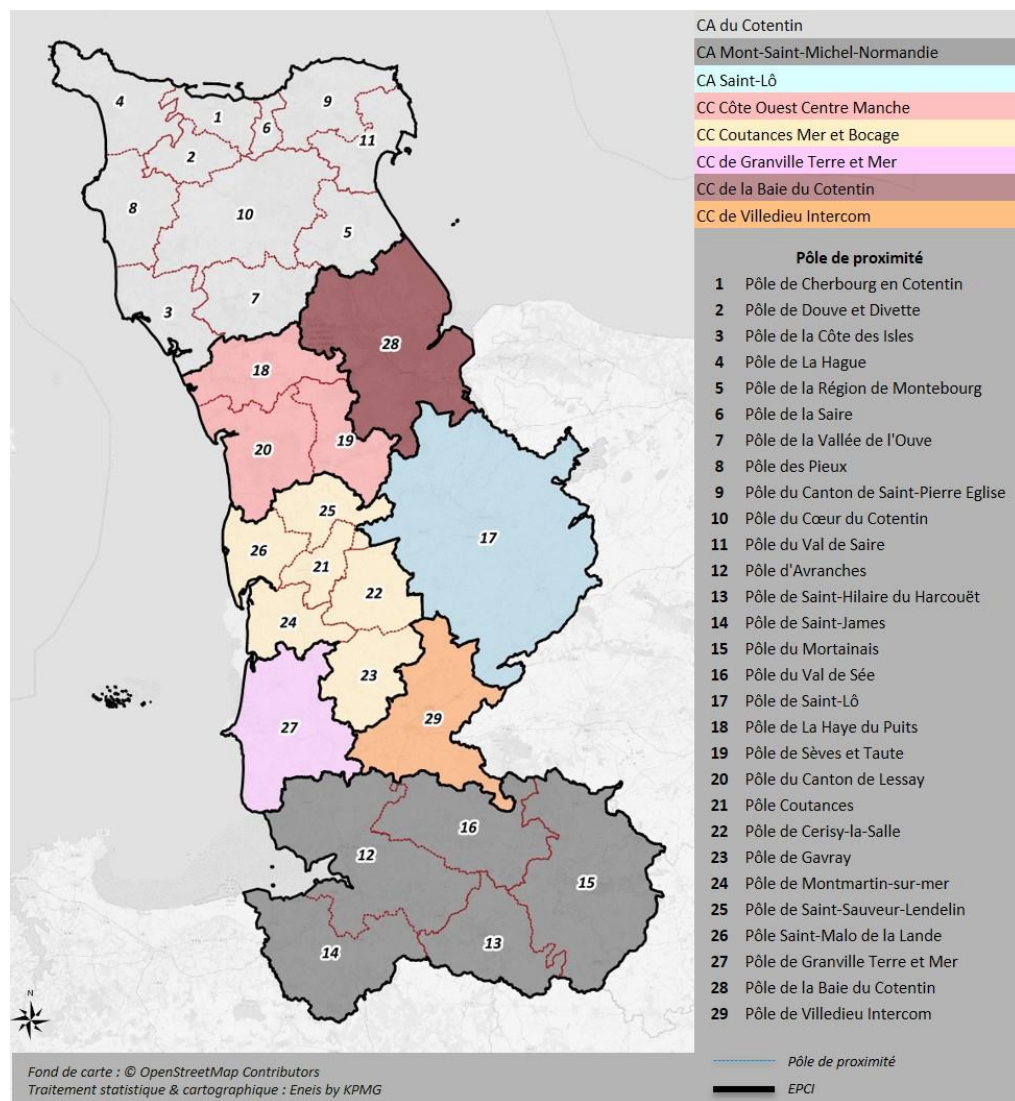 CA du Cotentin
CA Mont-Saint-Michel-Normandie
CA Saint-Lô
CC Côte Ouest Centre Manche
CC Coutances Mer et Bocage
CC de Granville Terre et Mer
CC de la Baie du Cotentin
CC de Villedieu Intercom
Pôle de proximité
1 Pôle de Cherbourg en Cotentin
2 Pôle de Douve et Divette
3 Pôle de la Côte des Isles
4 Pôle de La Hague
5 Pôle de la Région de Montebourg
6 Pôle de la Saire
7 Pôle de la Vallée de l'Ouve
8 Pôle des Pieux
9 Pôle du Canton de Saint-Pierre Eglise
10 Pôle du Cœur du Cotentin
11 Pôle du Val de Saire
12 Pôle d'Avranches
13 Pôle de Saint-Hilaire du Harcouët
14 Pôle de Saint-James
15 Pôle du Mortainais
16 Pôle du Val de Sée
17 Pôle de Saint-Lô
18 Pôle de La Haye du Puits
19 Pôle de Sèves et Taute
20 Pôle du Canton de Lessay
21 Pôle Coutances
22 Pôle de Cerisy-la-Salle
23 Pôle de Gavray
24 Pôle de Montmartin-sur-mer
25 Pôle de Saint-Sauveur-Lendelin
26 Pôle Saint-Malo de la Lande
27 Pôle de Granville Terre et Mer
28 Pôle de la Baie du Cotentin
29 Pôle de Villedieu Intercom
Pôle de proximité
EPCI
4
1
9
6
11
2
8
10
5
3
7
28
18
19
20
25
17
26
21
22
24
23
27
29
16
12
15
14
13
N
Fond de carte : © OpenStreetMap Contributors
Traitement statistique & cartographique : Eneis by KPMG